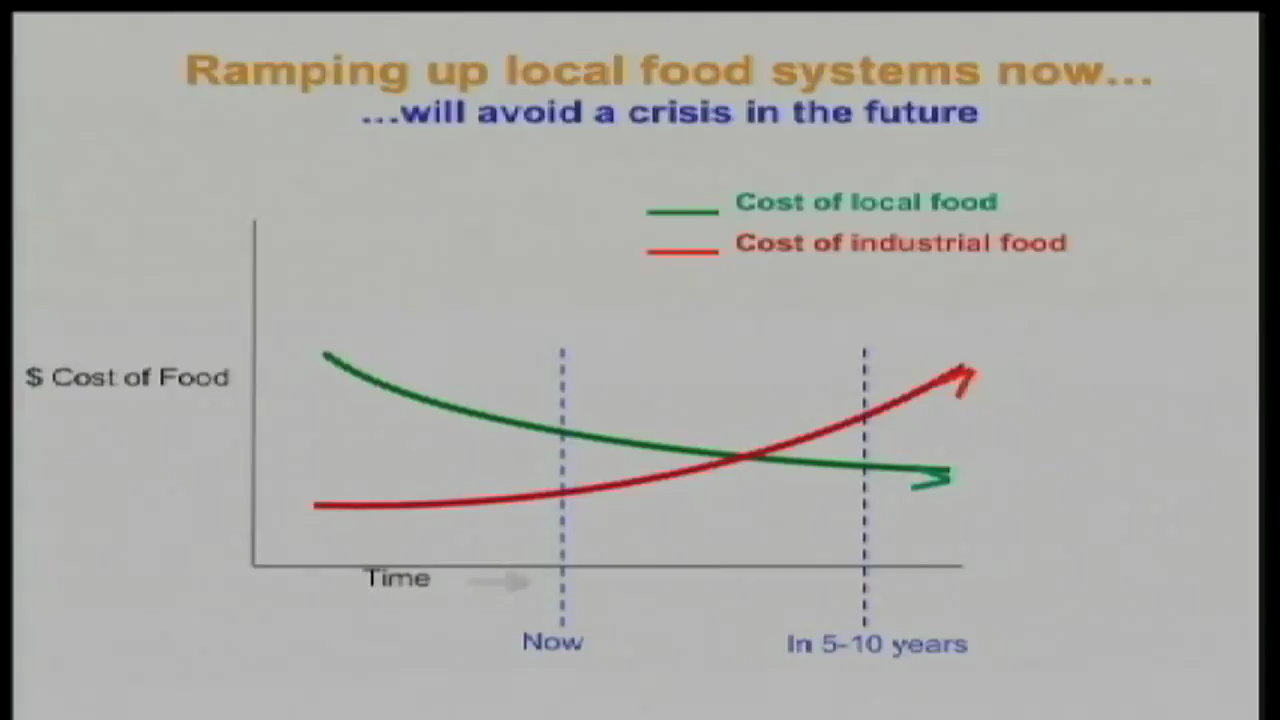 Ramping up local food systems now...
...will avoid a crisis in the future
Cost of local food
Cost of industrial food
$ Cost of Food
Time
Now
In 5-10 years